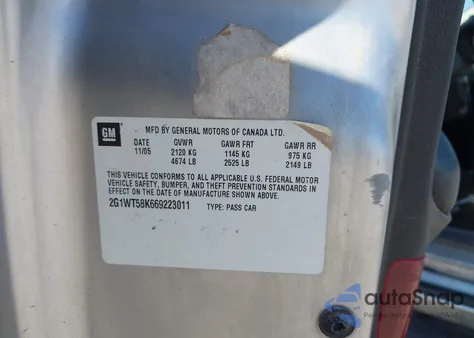 GM
MFD BY GENERAL MOTORS OF CANADA LTD.
DATE GVWR GAWR FRT GAWR RR
11/05 2120 KG 1145 KG 975 KG
4674 LB 2525 LB 2149 LB
THIS VEHICLE CONFORMS TO ALL APPLICABLE U.S. FEDERAL MOTOR
VEHICLE SAFETY, BUMPER, AND THEFT PREVENTION STANDARDS IN
EFFECT ON THE DATE OF MANUFACTURE SHOWN ABOVE.
2G1WT58K669223011 TYPE: PASS CAR
autoSnap